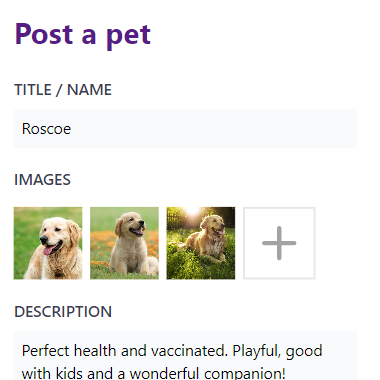 Post a pet
TITLE / NAME
Roscoe
IMAGES
DESCRIPTION
Perfect health and vaccinated. Playful, good
with kids and a wonderful companion!